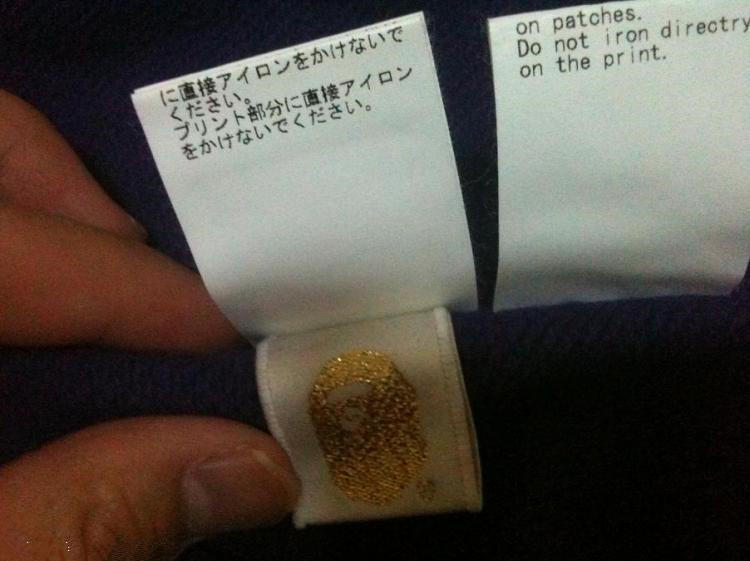 に直接アイロンをかけないで
ください。
プリント部分に直接アイロン
をかけないでください。
on patches.
Do not iron directry
on the print.